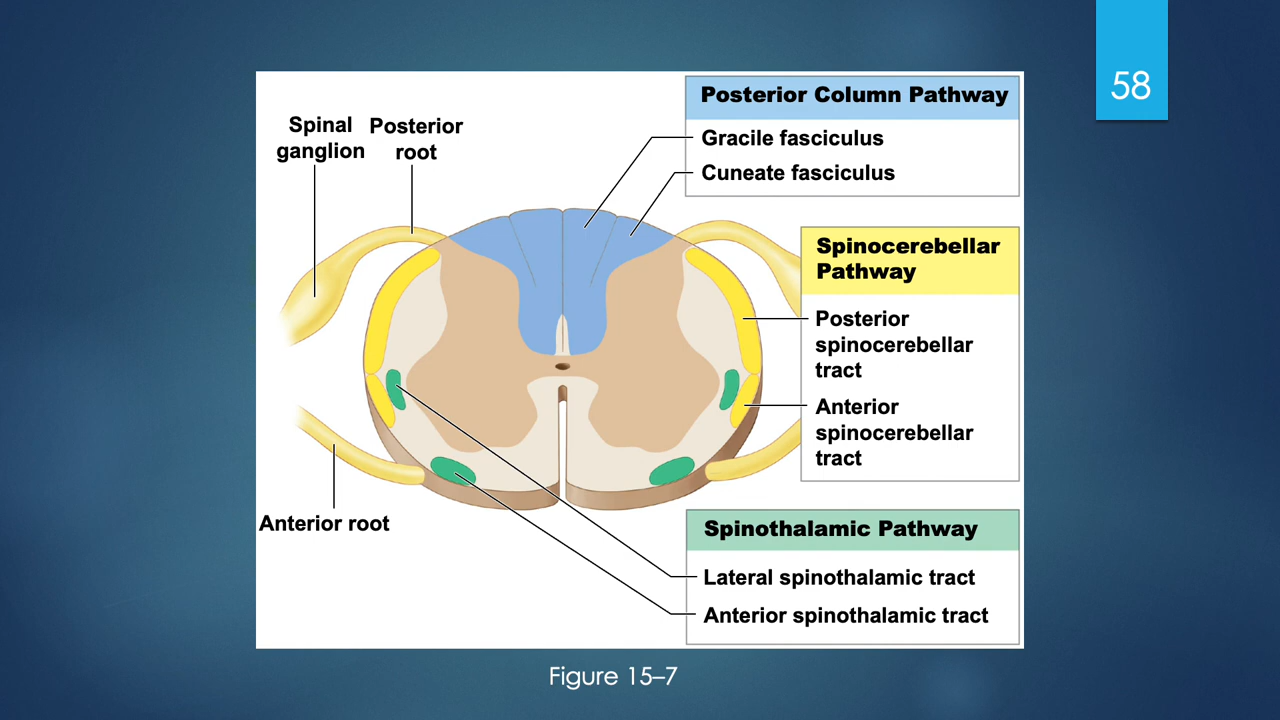 58
Posterior Column Pathway
Gracile fasciculus
Cuneate fasciculus
Spinal
ganglion
Posterior
root
Spinocerebellar
Pathway
Posterior
spinocerebellar
tract
Anterior
spinocerebellar
tract
Anterior root
Spinothalamic Pathway
Lateral spinothalamic tract
Anterior spinothalamic tract
Figure 15–7